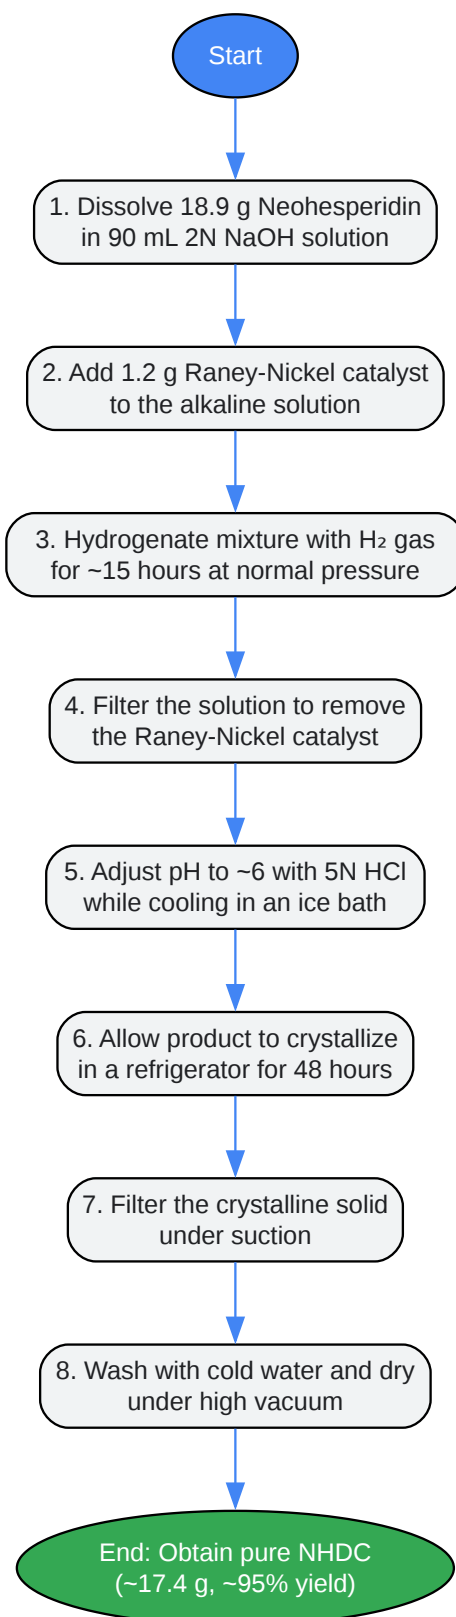 Start
1. Dissolve 18.9 g Neohesperidin
in 90 mL 2N NaOH solution
2. Add 1.2 g Raney-Nickel catalyst
to the alkaline solution
3. Hydrogenate mixture with H₂ gas
for ~15 hours at normal pressure
4. Filter the solution to remove
the Raney-Nickel catalyst
5. Adjust pH to ~6 with 5N HCl
while cooling in an ice bath
6. Allow product to crystallize
in a refrigerator for 48 hours
7. Filter the crystalline solid
under suction
8. Wash with cold water and dry
under high vacuum
End: Obtain pure NHDC
(~17.4 g, ~95% yield)